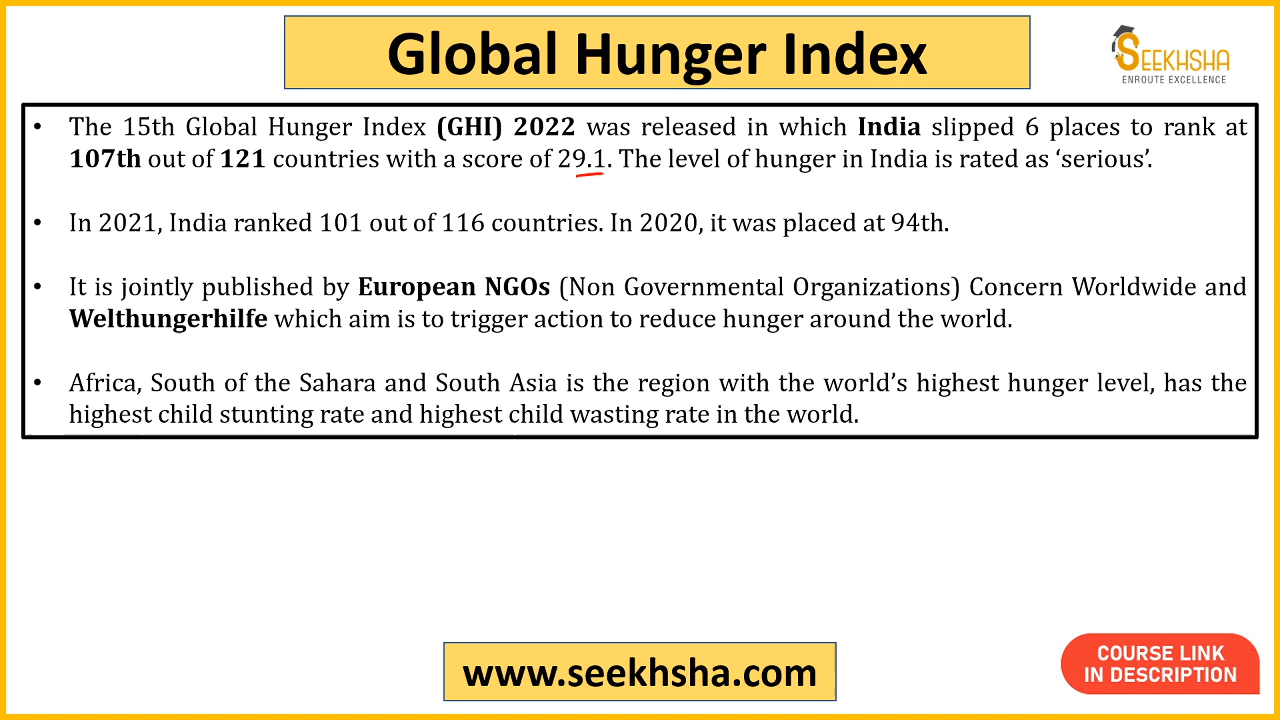 Global Hunger Index
SEEKHSHA
ENROUTE EXCELLENCE
• The 15th Global Hunger Index (GHI) 2022 was released in which India slipped 6 places to rank at
107th out of 121 countries with a score of 29.1. The level of hunger in India is rated as ‘serious’.
• In 2021, India ranked 101 out of 116 countries. In 2020, it was placed at 94th.
• It is jointly published by European NGOs (Non Governmental Organizations) Concern Worldwide and
Welthungerhilfe which aim is to trigger action to reduce hunger around the world.
• Africa, South of the Sahara and South Asia is the region with the world’s highest hunger level, has the
highest child stunting rate and highest child wasting rate in the world.
www.seekhsha.com
COURSE LINK
IN DESCRIPTION